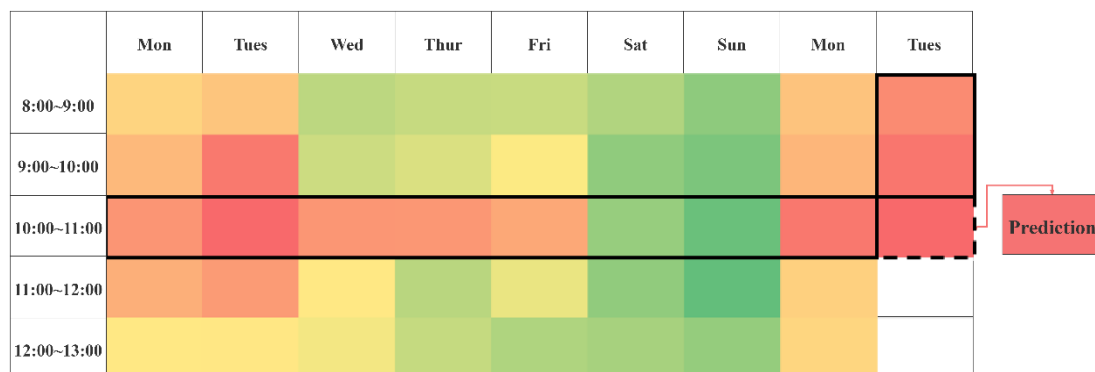 Mon Tues Wed Thur Fri Sat Sun Mon Tues
8:00~9:00
9:00~10:00
10:00~11:00
Prediction
11:00~12:00
12:00~13:00